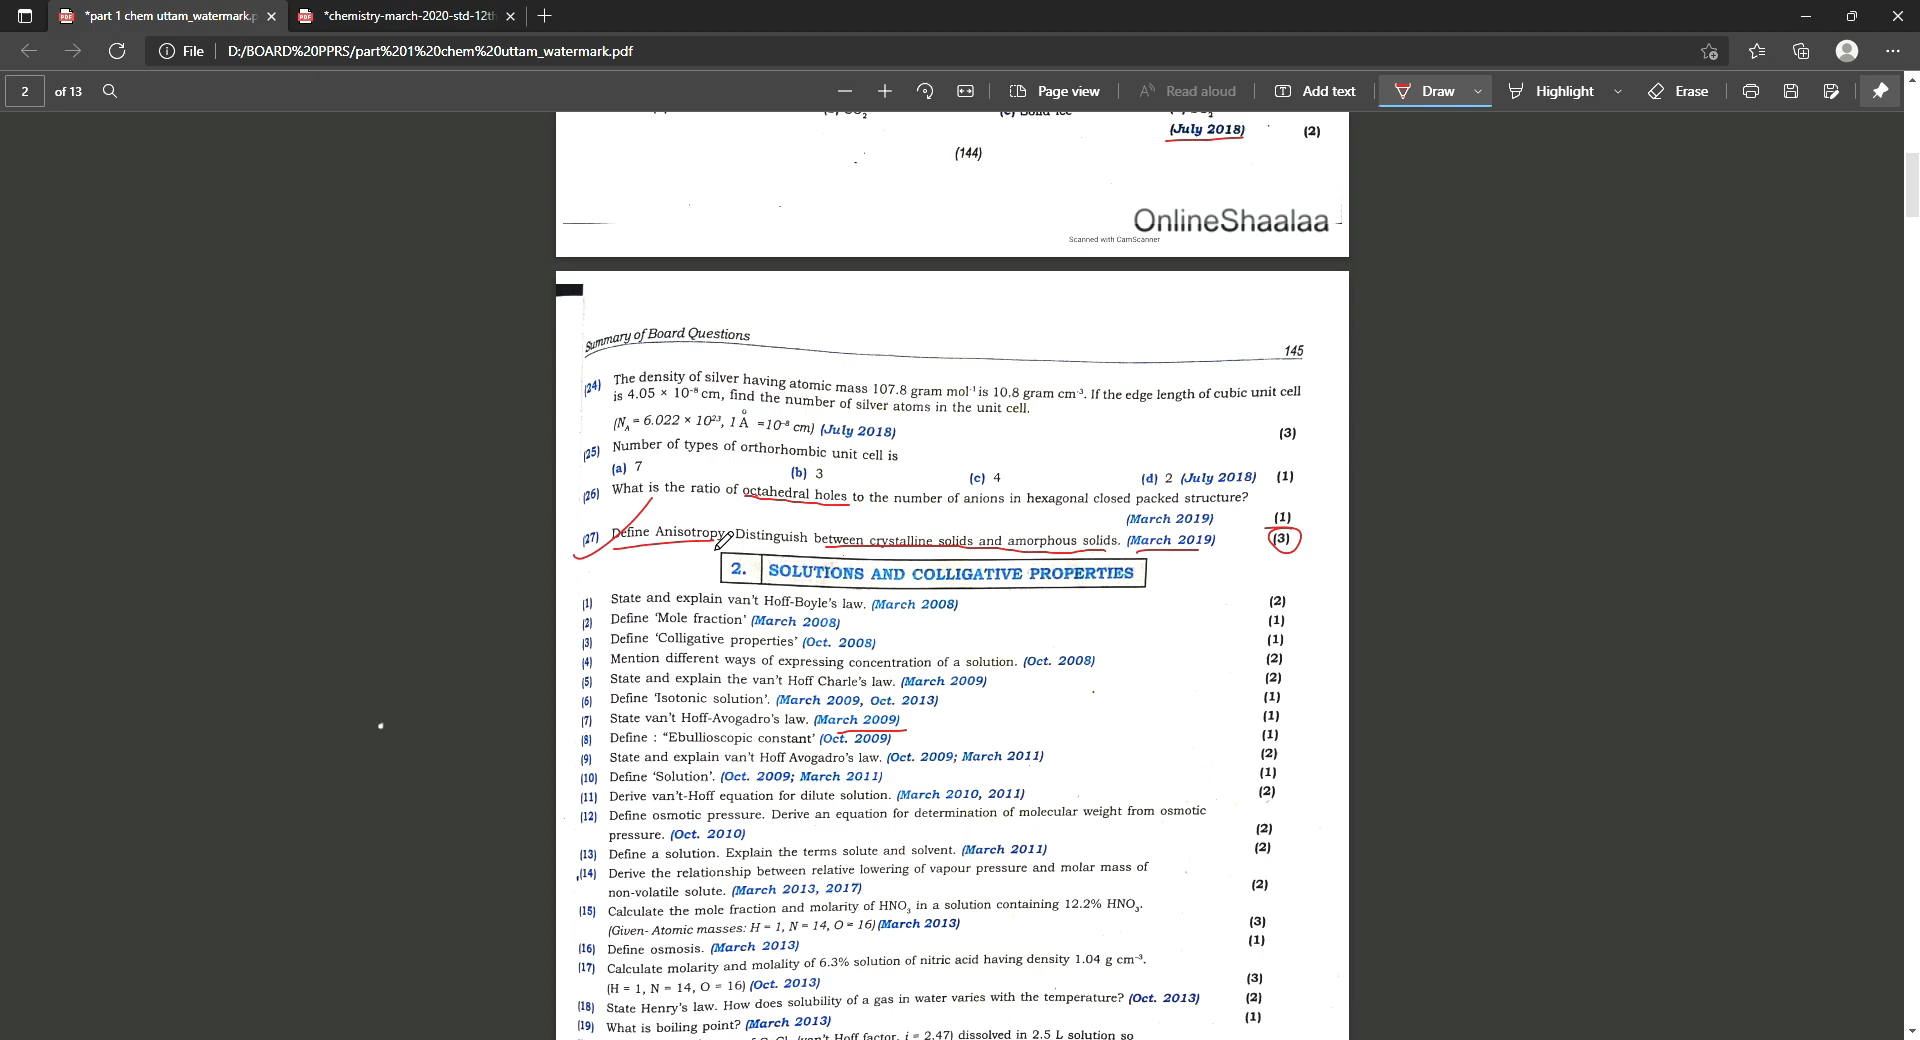 *part 1 chem uttam_watermark.p
*chemistry-march-2020-std-12th
File
D:/BOARD%20PPRS/part%201%20chem%20uttam_watermark.pdf
2 of 13
Page view
Read aloud
Add text
Draw
Highlight
Erase
(July 2018) (2)
(144)
OnlineShaalaa
Scanned with CamScanner
Summary of Board Questions 145
(24) The density of silver having atomic mass 107.8 gram mol⁻¹ is 10.8 gram cm⁻³. If the edge length of cubic unit cell
is 4.05 × 10⁻⁸ cm, find the number of silver atoms in the unit cell.
(N_A = 6.022 × 10²³, 1 Å =10⁻⁸ cm) (July 2018) (3)
(25) Number of types of orthorhombic unit cell is
(a) 7 (b) 3 (c) 4 (d) 2 (July 2018) (1)
(26) What is the ratio of octahedral holes to the number of anions in hexagonal closed packed structure?
(March 2019) (1)
(27) Define Anisotropy. Distinguish between crystalline solids and amorphous solids. (March 2019) (3)
2. SOLUTIONS AND COLLIGATIVE PROPERTIES
(1) State and explain van't Hoff-Boyle's law. (March 2008) (2)
(2) Define 'Mole fraction' (March 2008) (1)
(3) Define 'Colligative properties' (Oct. 2008) (1)
(4) Mention different ways of expressing concentration of a solution. (Oct. 2008) (2)
(5) State and explain the van't Hoff Charle's law. (March 2009) (2)
(6) Define 'Isotonic solution'. (March 2009, Oct. 2013) (1)
(7) State van't Hoff-Avogadro's law. (March 2009) (1)
(8) Define : "Ebullioscopic constant' (Oct. 2009) (1)
(9) State and explain van't Hoff Avogadro's law. (Oct. 2009; March 2011) (2)
(10) Define 'Solution'. (Oct. 2009; March 2011) (1)
(11) Derive van't-Hoff equation for dilute solution. (March 2010, 2011) (2)
(12) Define osmotic pressure. Derive an equation for determination of molecular weight from osmotic
pressure. (Oct. 2010) (2)
(13) Define a solution. Explain the terms solute and solvent. (March 2011) (2)
(14) Derive the relationship between relative lowering of vapour pressure and molar mass of
non-volatile solute. (March 2013, 2017) (2)
(15) Calculate the mole fraction and molarity of HNO₃ in a solution containing 12.2% HNO₃.
(Given- Atomic masses: H = 1, N = 14, O = 16) (March 2013) (3)
(16) Define osmosis. (March 2013) (1)
(17) Calculate molarity and molality of 6.3% solution of nitric acid having density 1.04 g cm⁻³.
(H = 1, N = 14, O = 16) (Oct. 2013) (3)
(18) State Henry's law. How does solubility of a gas in water varies with the temperature? (Oct. 2013) (2)
(19) What is boiling point? (March 2013) (1)
(van't Hoff factor, i = 2.47) dissolved in 2.5 L solution so